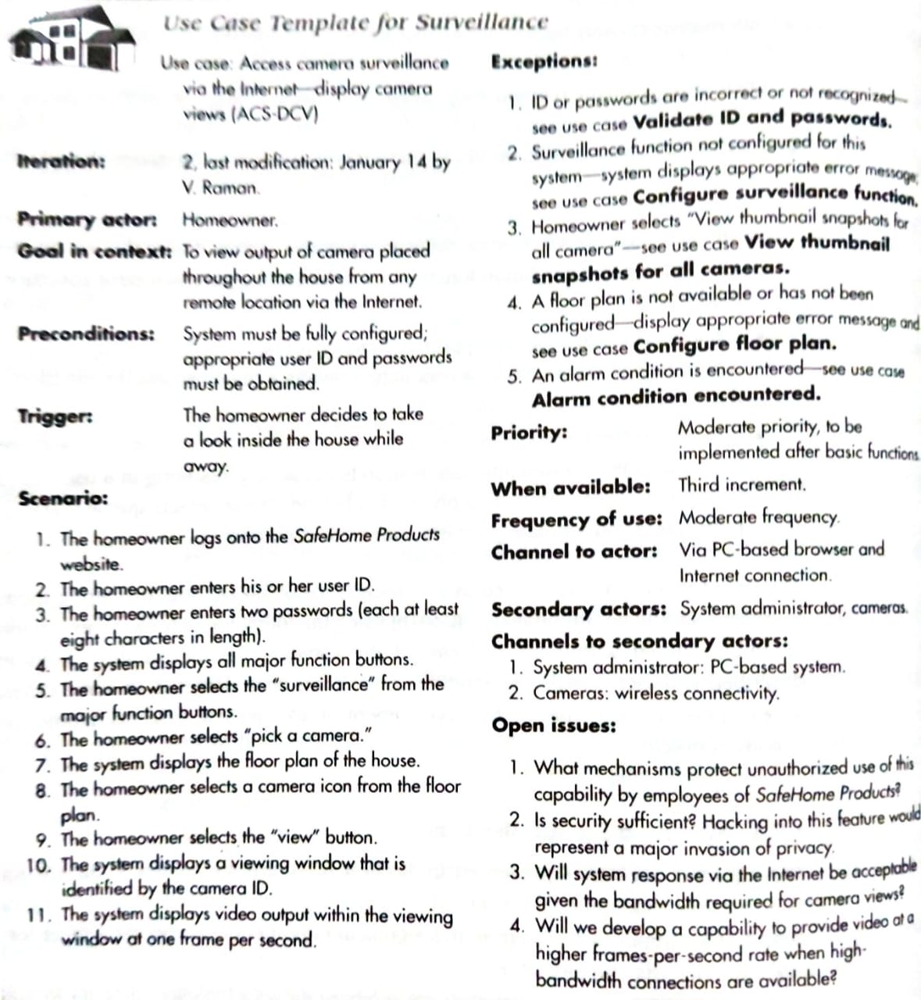 Use Case Template for Surveillance
Use case: Access camera surveillance
via the Internet—display camera
views (ACS-DCV)
Iteration: 2, last modification: January 14 by
V. Raman.
Primary actor: Homeowner.
Goal in context: To view output of camera placed
throughout the house from any
remote location via the Internet.
Preconditions: System must be fully configured;
appropriate user ID and passwords
must be obtained.
Trigger: The homeowner decides to take
a look inside the house while
away.
Scenario:
1. The homeowner logs onto the SafeHome Products
website.
2. The homeowner enters his or her user ID.
3. The homeowner enters two passwords (each at least
eight characters in length).
4. The system displays all major function buttons.
5. The homeowner selects the "surveillance" from the
major function buttons.
6. The homeowner selects "pick a camera."
7. The system displays the floor plan of the house.
8. The homeowner selects a camera icon from the floor
plan.
9. The homeowner selects the "view" button.
10. The system displays a viewing window that is
identified by the camera ID.
11. The system displays video output within the viewing
window at one frame per second.
Exceptions:
1. ID or passwords are incorrect or not recognized—
see use case Validate ID and passwords.
2. Surveillance function not configured for this
system—system displays appropriate error message;
see use case Configure surveillance function.
3. Homeowner selects "View thumbnail snapshots for
all camera"—see use case View thumbnail
snapshots for all cameras.
4. A floor plan is not available or has not been
configured—display appropriate error message and
see use case Configure floor plan.
5. An alarm condition is encountered—see use case
Alarm condition encountered.
Priority: Moderate priority, to be
implemented after basic functions.
When available: Third increment.
Frequency of use: Moderate frequency.
Channel to actor: Via PC-based browser and
Internet connection.
Secondary actors: System administrator, cameras.
Channels to secondary actors:
1. System administrator: PC-based system.
2. Cameras: wireless connectivity.
Open issues:
1. What mechanisms protect unauthorized use of this
capability by employees of SafeHome Products?
2. Is security sufficient? Hacking into this feature would
represent a major invasion of privacy.
3. Will system response via the Internet be acceptable
given the bandwidth required for camera views?
4. Will we develop a capability to provide video at a
higher frames-per-second rate when high-
bandwidth connections are available?